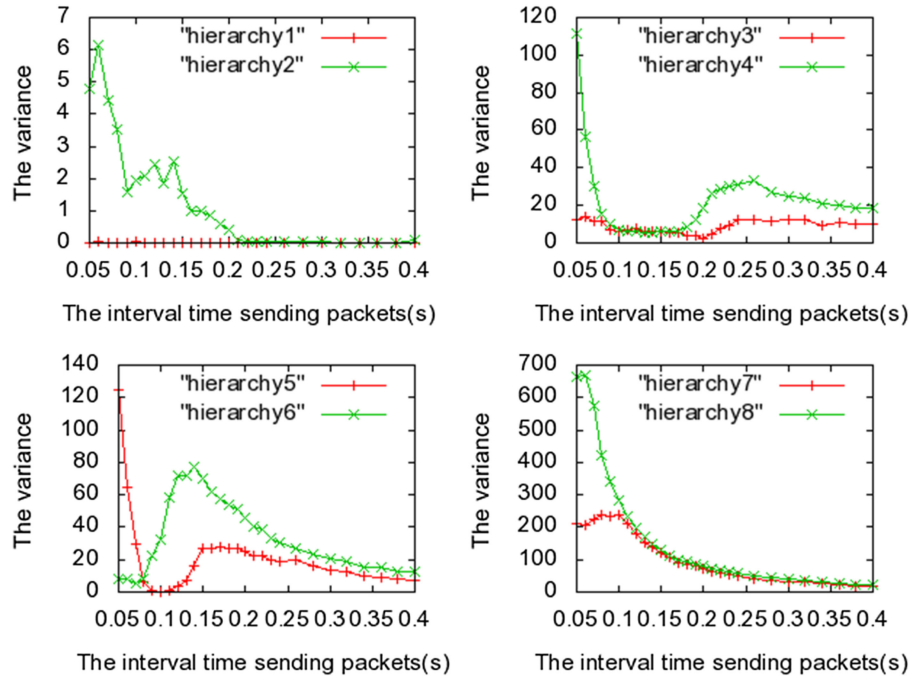 7
6
5
4
3
2
1
0
The variance
"hierarchy1"
"hierarchy2"
0.05 0.1 0.15 0.2 0.25 0.3 0.35 0.4
The interval time sending packets(s)
120
100
80
60
40
20
0
The variance
"hierarchy3"
"hierarchy4"
0.05 0.1 0.15 0.2 0.25 0.3 0.35 0.4
The interval time sending packets(s)
140
120
100
80
60
40
20
0
The variance
"hierarchy5"
"hierarchy6"
0.05 0.1 0.15 0.2 0.25 0.3 0.35 0.4
The interval time sending packets(s)
700
600
500
400
300
200
100
0
The variance
"hierarchy7"
"hierarchy8"
0.05 0.1 0.15 0.2 0.25 0.3 0.35 0.4
The interval time sending packets(s)